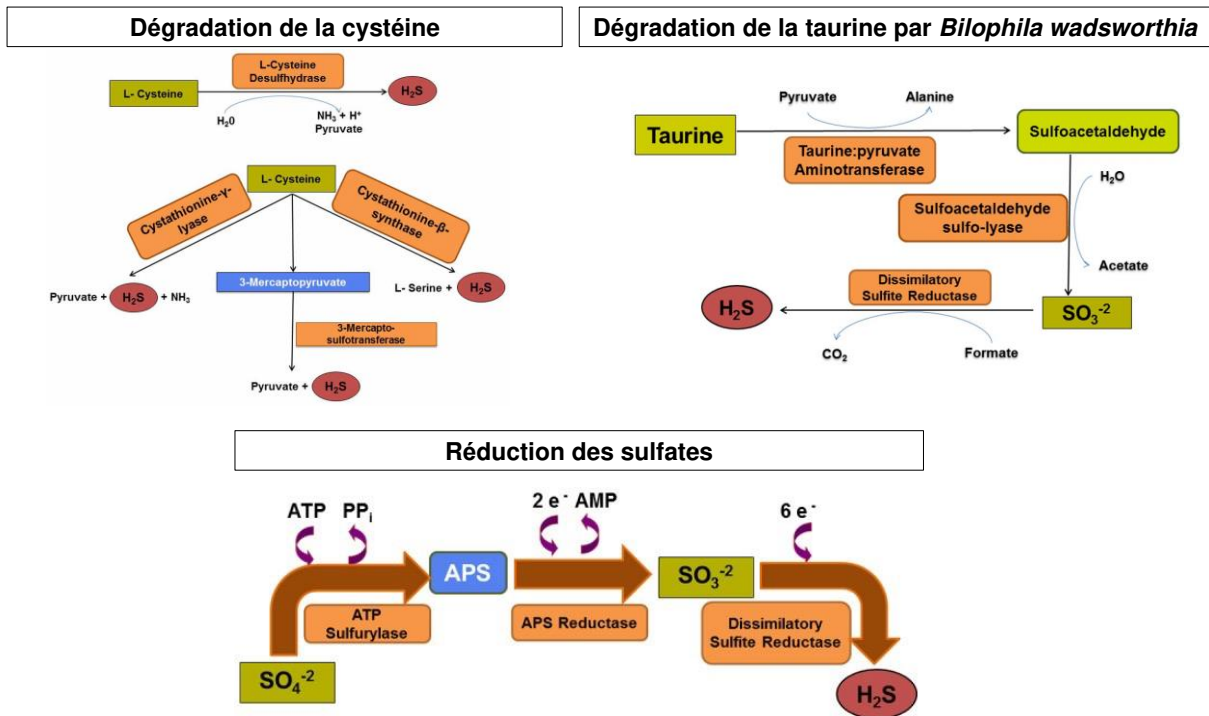 Dégradation de la cystéine
L-Cysteine
Desulfhydrase
L- Cysteine
H₂S
H₂0
NH₃ + H⁺
Pyruvate
L- Cysteine
Cystathionine-γ-
lyase
Cystathionine-β-
synthase
Pyruvate + H₂S + NH₃
3-Mercaptopyruvate
L- Serine + H₂S
3-Mercapto-
sulfotransferase
Pyruvate + H₂S
Dégradation de la taurine par Bilophila wadsworthia
Pyruvate
Alanine
Taurine
Sulfoacetaldehyde
Taurine:pyruvate
Aminotransferase
H₂O
Sulfoacetaldehyde
sulfo-lyase
Acetate
Dissimilatory
Sulfite Reductase
H₂S
SO₃⁻²
CO₂
Formate
Réduction des sulfates
ATP PPᵢ
2 e⁻ AMP
6 e⁻
APS
SO₃⁻²
ATP
Sulfurylase
APS Reductase
Dissimilatory
Sulfite Reductase
SO₄⁻²
H₂S